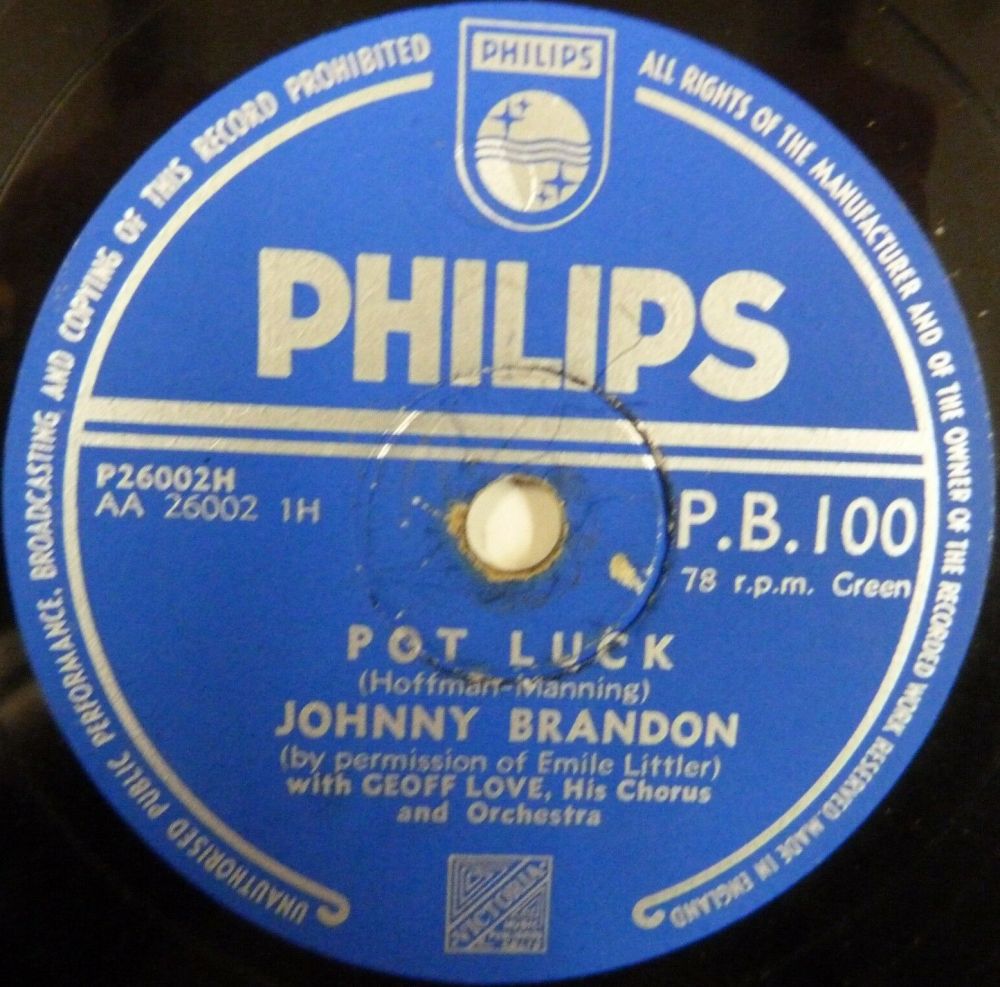 PHILIPS
UNAUTHORISED PUBLIC PERFORMANCE, BROADCASTING AND COPYING OF THIS RECORD PROHIBITED
ALL RIGHTS OF THE MANUFACTURER AND OF THE OWNER OF THE RECORDED WORK RESERVED. MADE IN ENGLAND
PHILIPS
P26002H
AA 26002 1H
P.B. 100
78 r.p.m. Green
POT LUCK
(Hoffman-Manning)
JOHNNY BRANDON
(by permission of Emile Littler)
with GEOFF LOVE, His Chorus
and Orchestra
VICTORIA